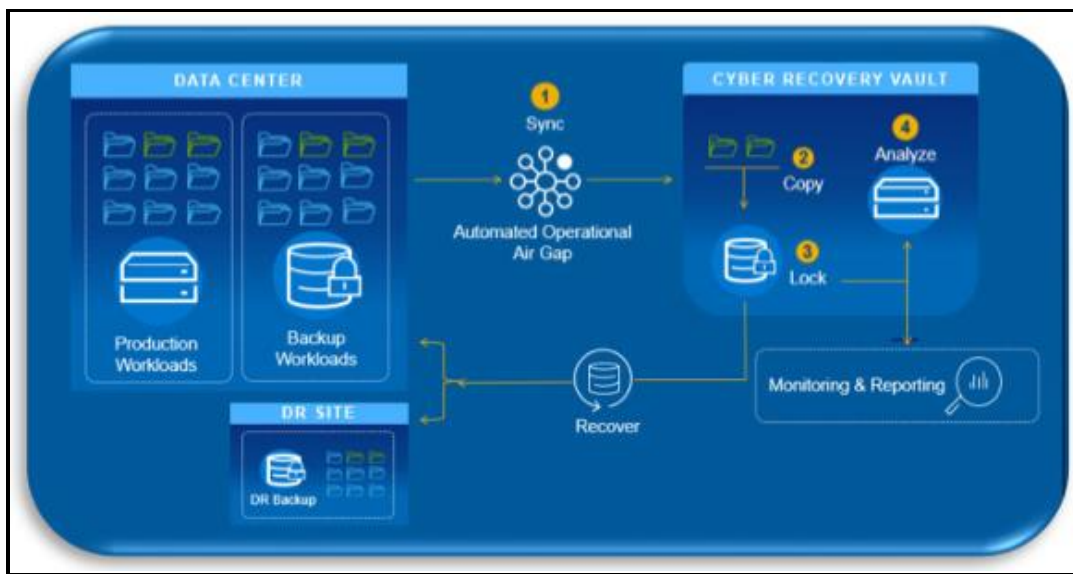 DATA CENTER
Production
Workloads
Backup
Workloads
1
Sync
Automated Operational
Air Gap
CYBER RECOVERY VAULT
2
Copy
4
Analyze
3
Lock
Monitoring & Reporting
Recover
DR SITE
DR Backup